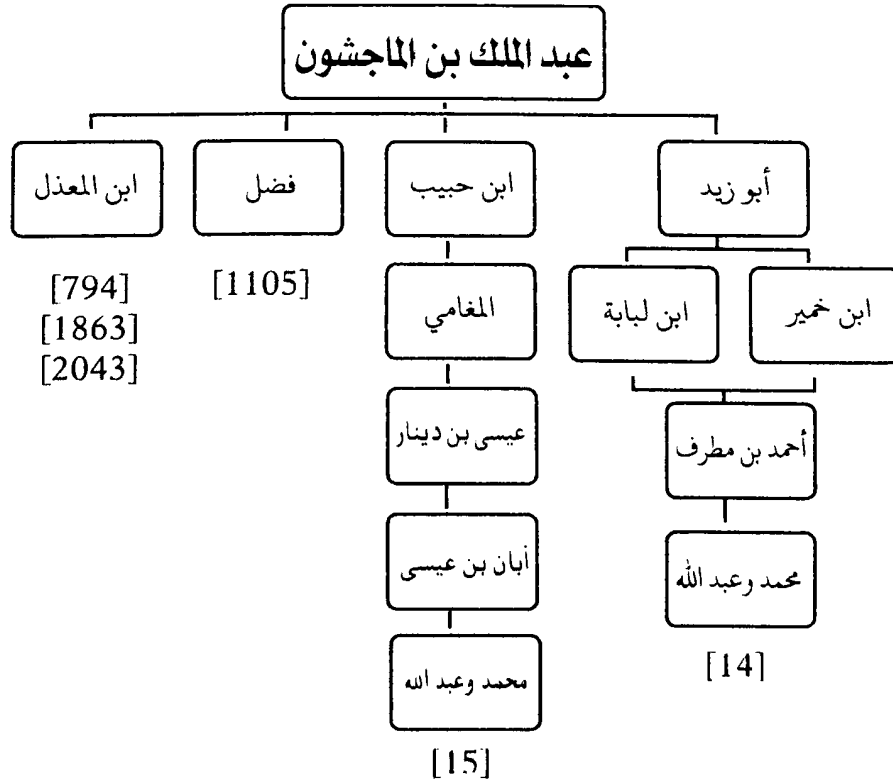 عبد الملك بن الماجشون
أبو زيد
ابن حبيب
فضل
ابن المعذل
[1105]
[794]
[1863]
[2043]
ابن خمير
ابن لبابة
المغامي
أحمد بن مطرف
عيسى بن دينار
محمد وعبد الله
أبان بن عيسى
[14]
محمد وعبد الله
[15]